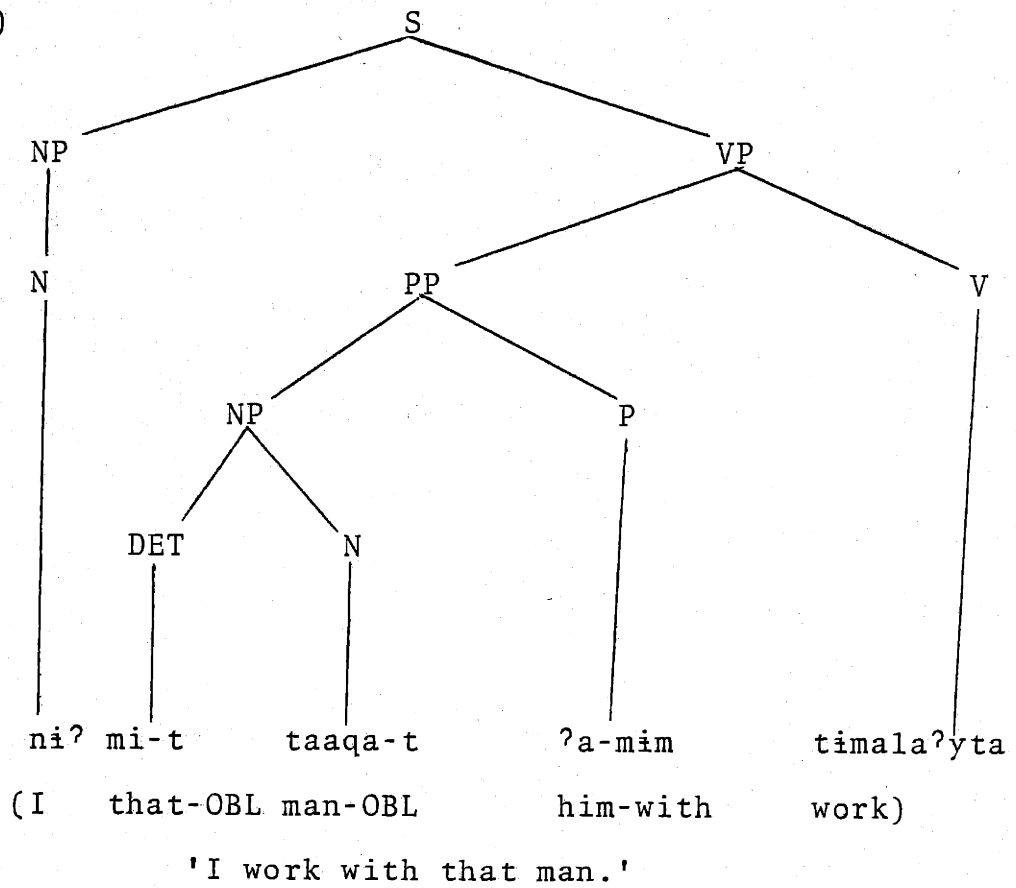 )
S
NP VP
N PP V
NP P
DET N
nɨʔ mi-t taaqa-t ʔa-mɨm tɨmalaʔyta
(I that-OBL man-OBL him-with work)
'I work with that man.'